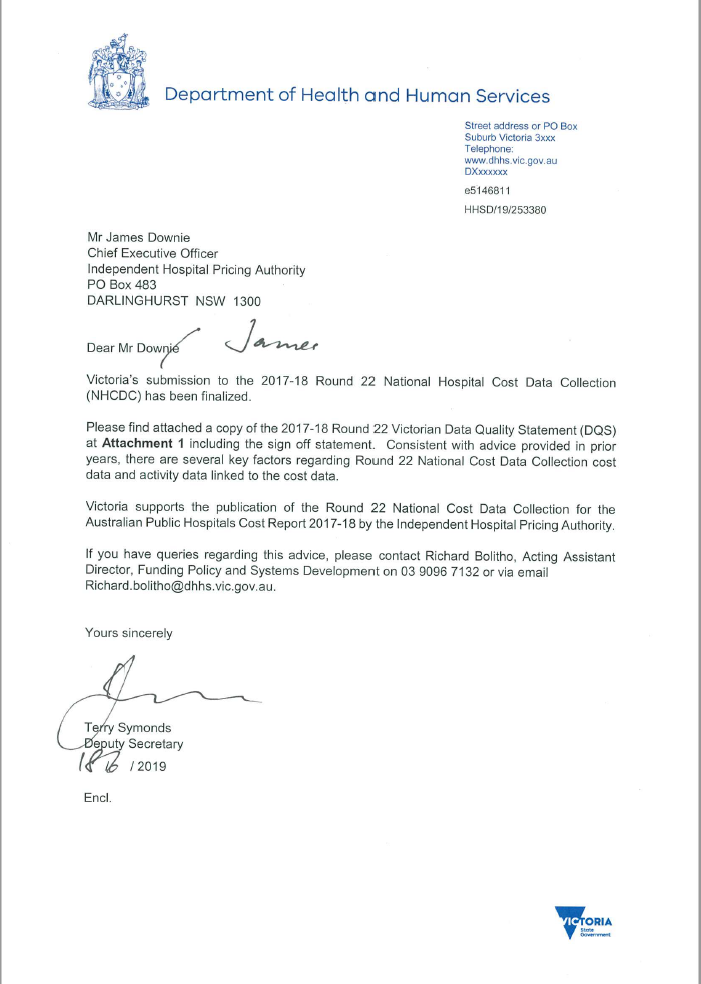 Department of Health and Human Services
Street address or PO Box
Suburb Victoria 3xxx
Telephone:
www.dhhs.vic.gov.au
DXxxxxxx
e5146811
HHSD/19/253380
Mr James Downie
Chief Executive Officer
Independent Hospital Pricing Authority
PO Box 483
DARLINGHURST NSW 1300
Dear Mr Downie James
Victoria's submission to the 2017-18 Round 22 National Hospital Cost Data Collection
(NHCDC) has been finalized.
Please find attached a copy of the 2017-18 Round 22 Victorian Data Quality Statement (DQS)
at Attachment 1 including the sign off statement. Consistent with advice provided in prior
years, there are several key factors regarding Round 22 National Cost Data Collection cost
data and activity data linked to the cost data.
Victoria supports the publication of the Round 22 National Cost Data Collection for the
Australian Public Hospitals Cost Report 2017-18 by the Independent Hospital Pricing Authority.
If you have queries regarding this advice, please contact Richard Bolitho, Acting Assistant
Director, Funding Policy and Systems Development on 03 9096 7132 or via email
Richard.bolitho@dhhs.vic.gov.au.
Yours sincerely
Terry Symonds
Deputy Secretary
/ 2019
Encl.
VICTORIA
State
Government